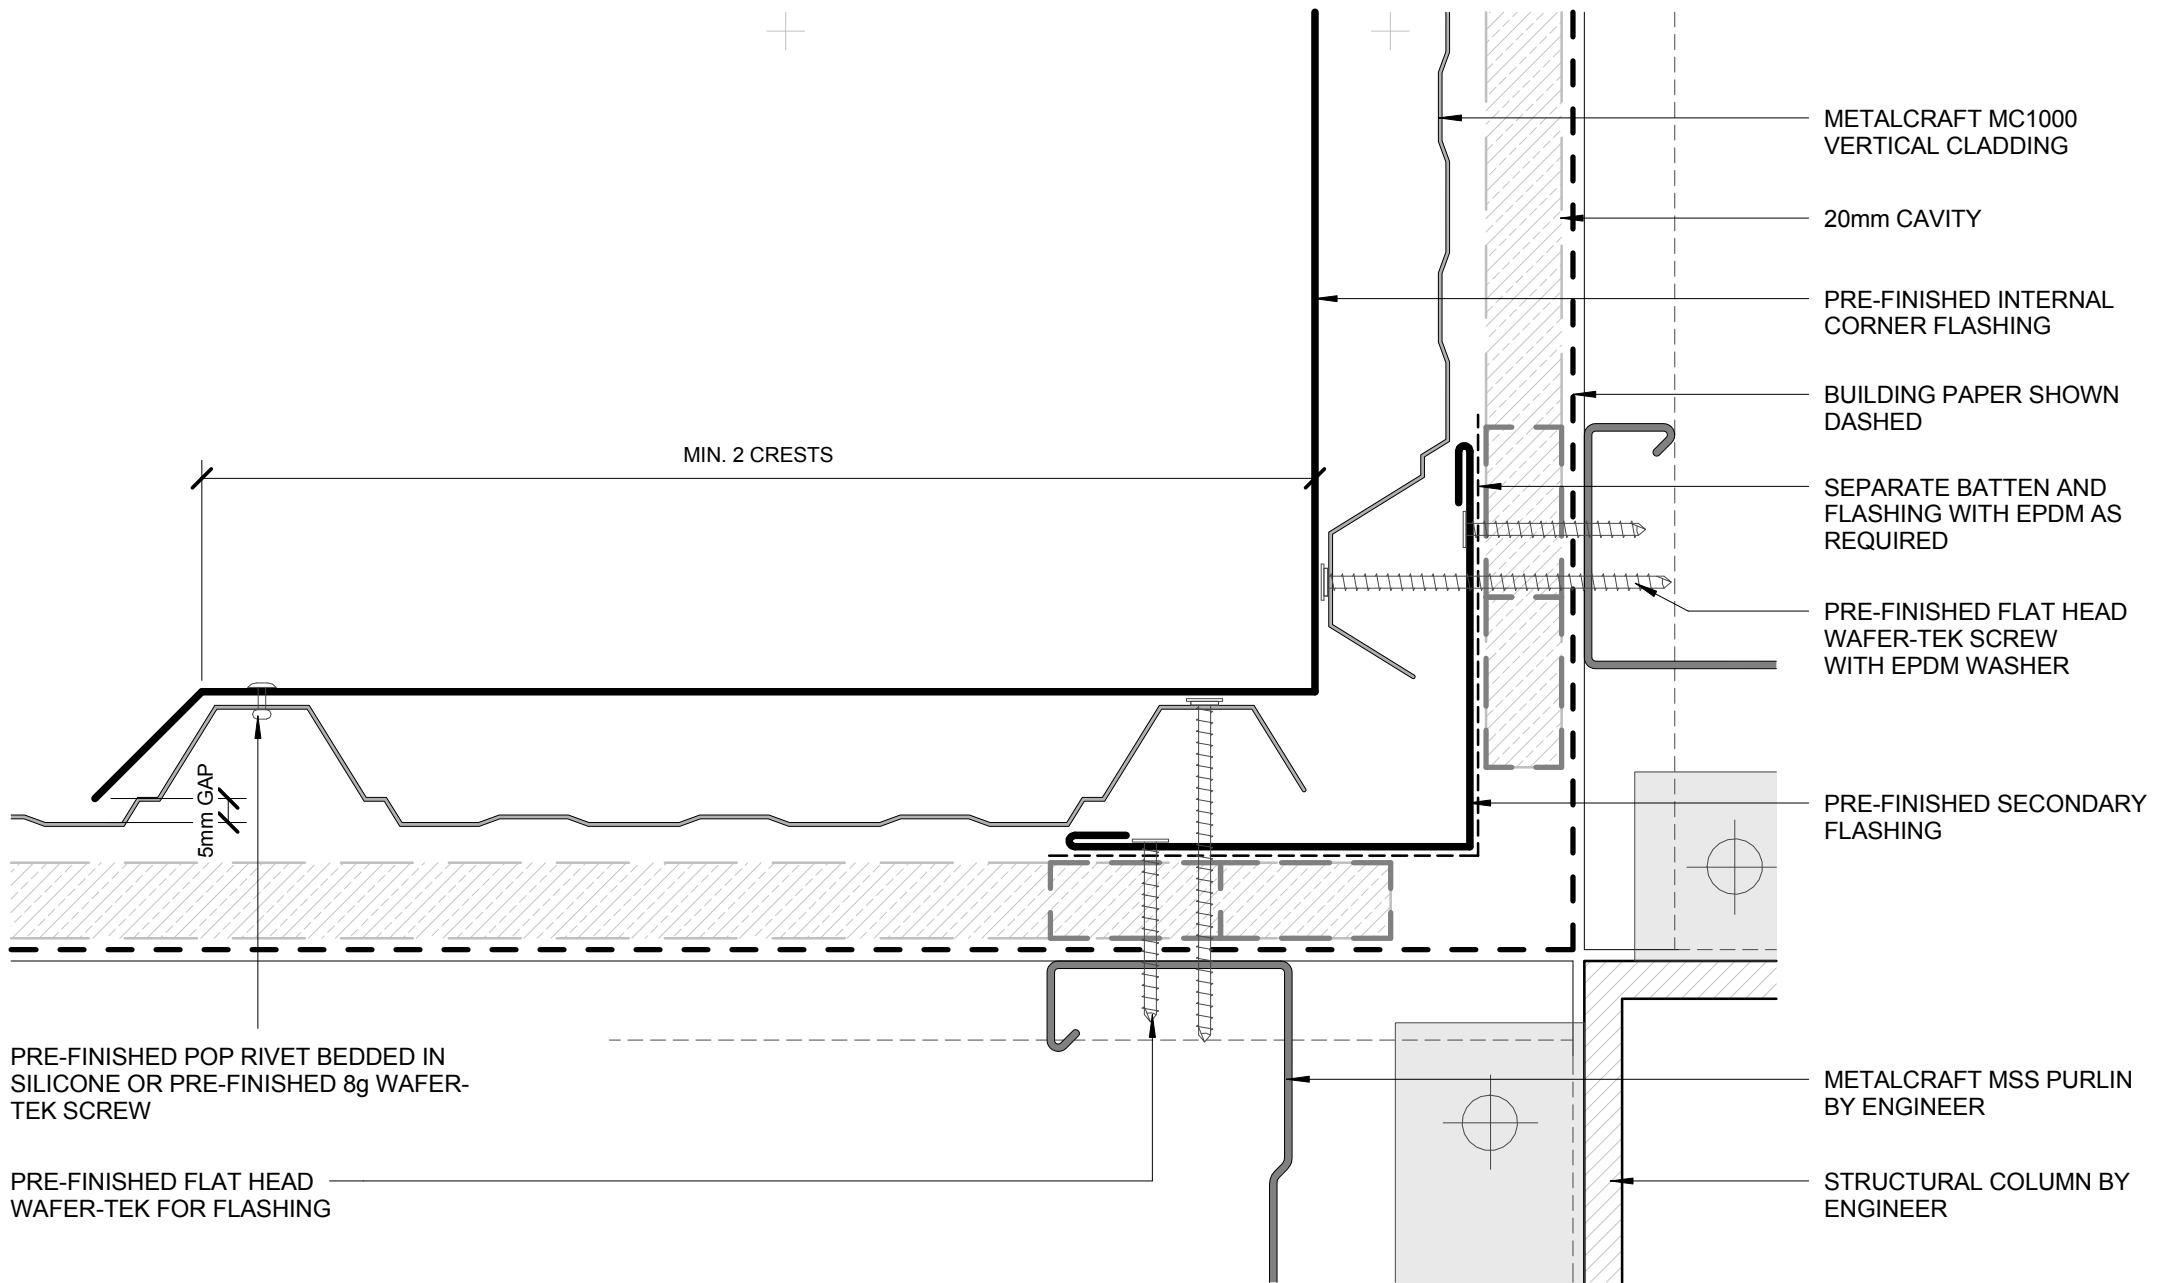 METALCRAFT MC1000
VERTICAL CLADDING
20mm CAVITY
PRE-FINISHED INTERNAL
CORNER FLASHING
BUILDING PAPER SHOWN
DASHED
MIN. 2 CRESTS
SEPARATE BATTEN AND
FLASHING WITH EPDM AS
REQUIRED
PRE-FINISHED FLAT HEAD
WAFER-TEK SCREW
WITH EPDM WASHER
5mm GAP
PRE-FINISHED SECONDARY
FLASHING
PRE-FINISHED POP RIVET BEDDED IN
SILICONE OR PRE-FINISHED 8g WAFER-
TEK SCREW
METALCRAFT MSS PURLIN
BY ENGINEER
PRE-FINISHED FLAT HEAD
WAFER-TEK FOR FLASHING
STRUCTURAL COLUMN BY
ENGINEER